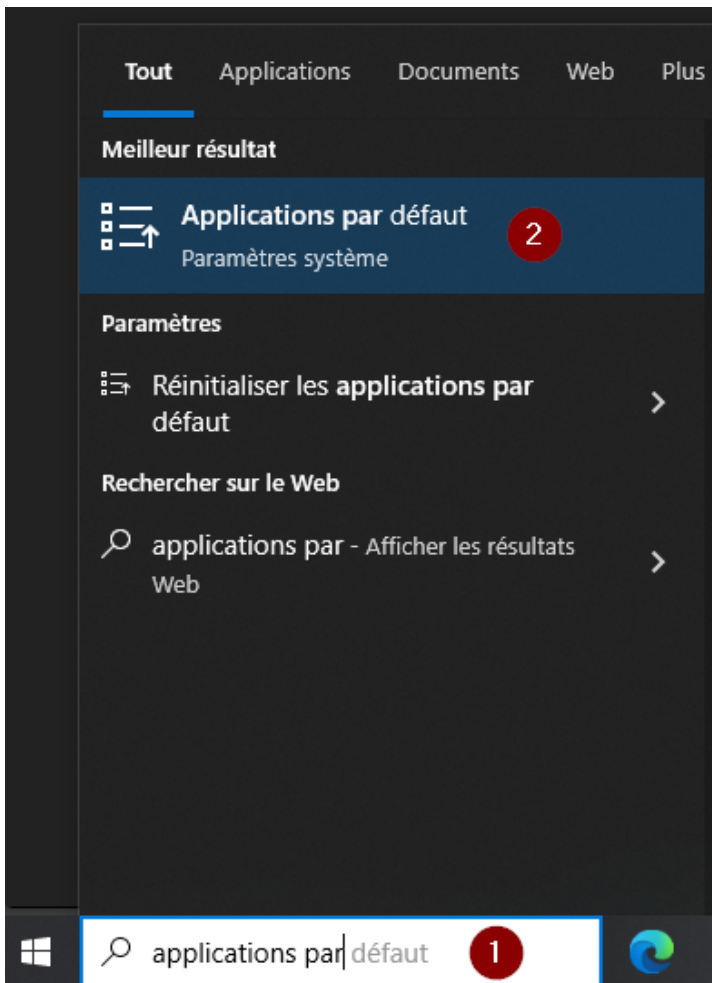 Tout Applications Documents Web Plus
Meilleur résultat
Applications par défaut
2
Paramètres système
Paramètres
Réinitialiser les applications par
défaut
Rechercher sur le Web
applications par - Afficher les résultats
Web
applications par défaut
1